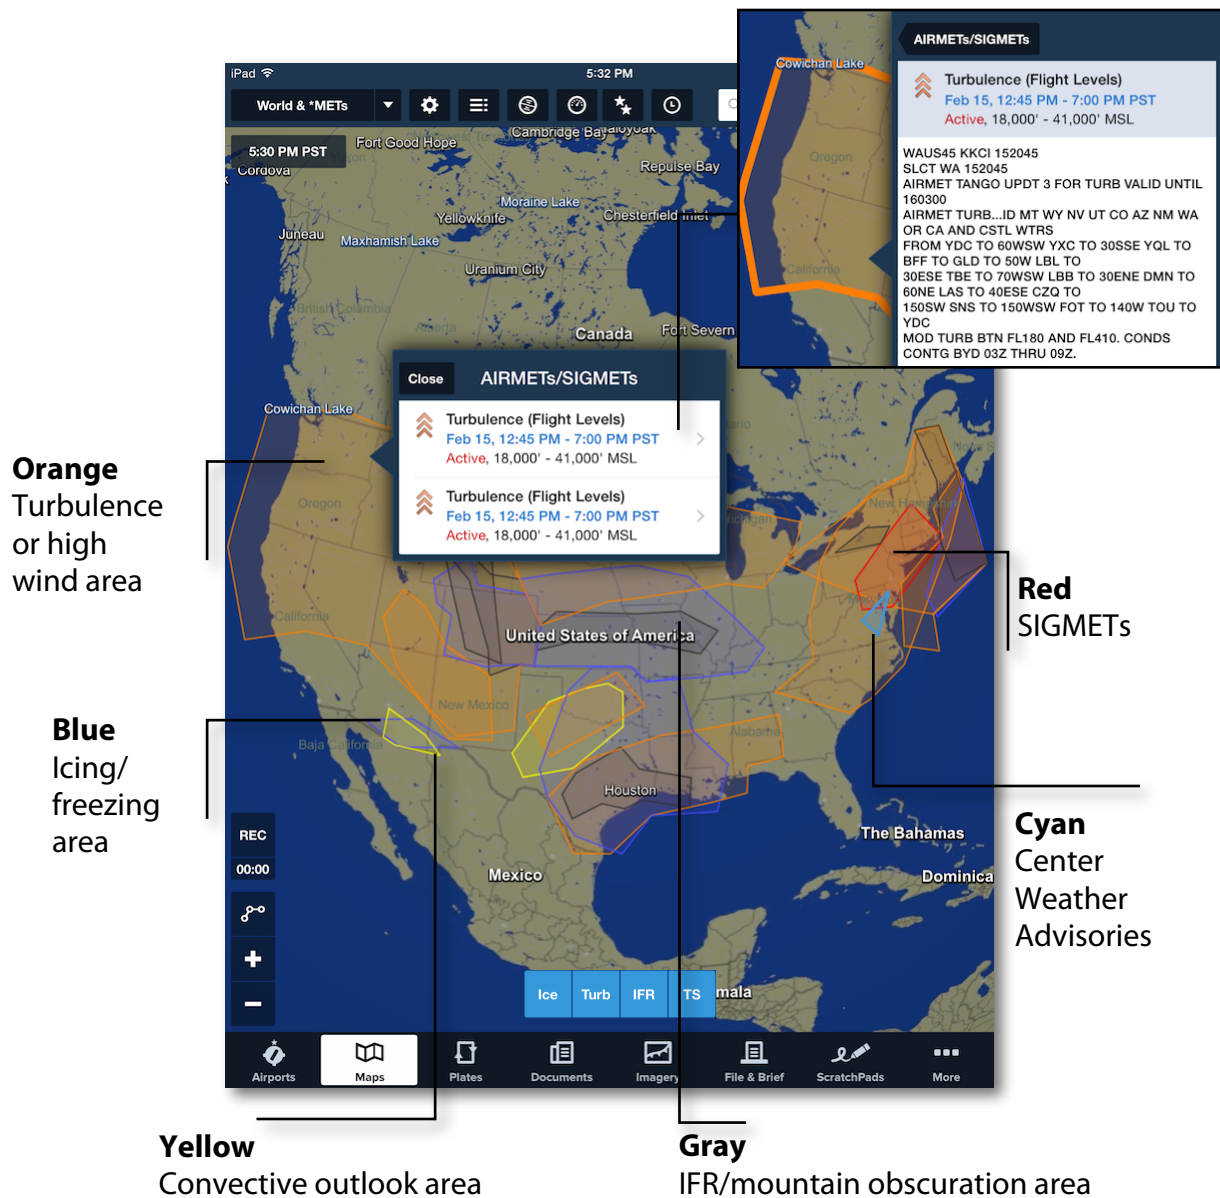 iPad
5:32 PM
World & *METs
5:30 PM PST
Cordova
Yukon
Fort Good Hope
Cambridge Bay
Repulse Bay
Moraine Lake
Yellowknife
Chesterfield Inlet
Juneau
Maxhamish Lake
Uranium City
British Columbia
Alberta
Canada
Fort Severn
AIRMETs/SIGMETs
Turbulence (Flight Levels)
Feb 15, 12:45 PM - 7:00 PM PST
Active, 18,000' - 41,000' MSL
WAUS45 KKCI 152045
SLCT WA 152045
AIRMET TANGO UPDT 3 FOR TURB VALID UNTIL
160300
AIRMET TURB...ID MT WY NV UT CO AZ NM WA
OR CA AND CSTL WTRS
FROM YDC TO 60WSW YXC TO 30SSE YQL TO
BFF TO GLD TO 50W LBL TO
30ESE TBE TO 70WSW LBB TO 30ENE DMN TO
60NE LAS TO 40ESE CZQ TO
150SW SNS TO 150WSW FOT TO 140W TOU TO
YDC
MOD TURB BTN FL180 AND FL410. CONDS
CONTG BYD 03Z THRU 09Z.
Cowichan Lake
Oregon
California
Close
AIRMETs/SIGMETs
Turbulence (Flight Levels)
Feb 15, 12:45 PM - 7:00 PM PST
Active, 18,000' - 41,000' MSL
Turbulence (Flight Levels)
Feb 15, 12:45 PM - 7:00 PM PST
Active, 18,000' - 41,000' MSL
Cowichan Lake
Oregon
California
United States of America
New Mexico
Baja California
Alabama
Houston
Mexico
The Bahamas
Dominica
mala
Orange
Turbulence
or high
wind area
Blue
Icing/
freezing
area
Red
SIGMETs
Cyan
Center
Weather
Advisories
REC
00:00
Ice
Turb
IFR
TS
Airports
Maps
Plates
Documents
Imagery
File & Brief
ScratchPads
More
Yellow
Convective outlook area
Gray
IFR/mountain obscuration area